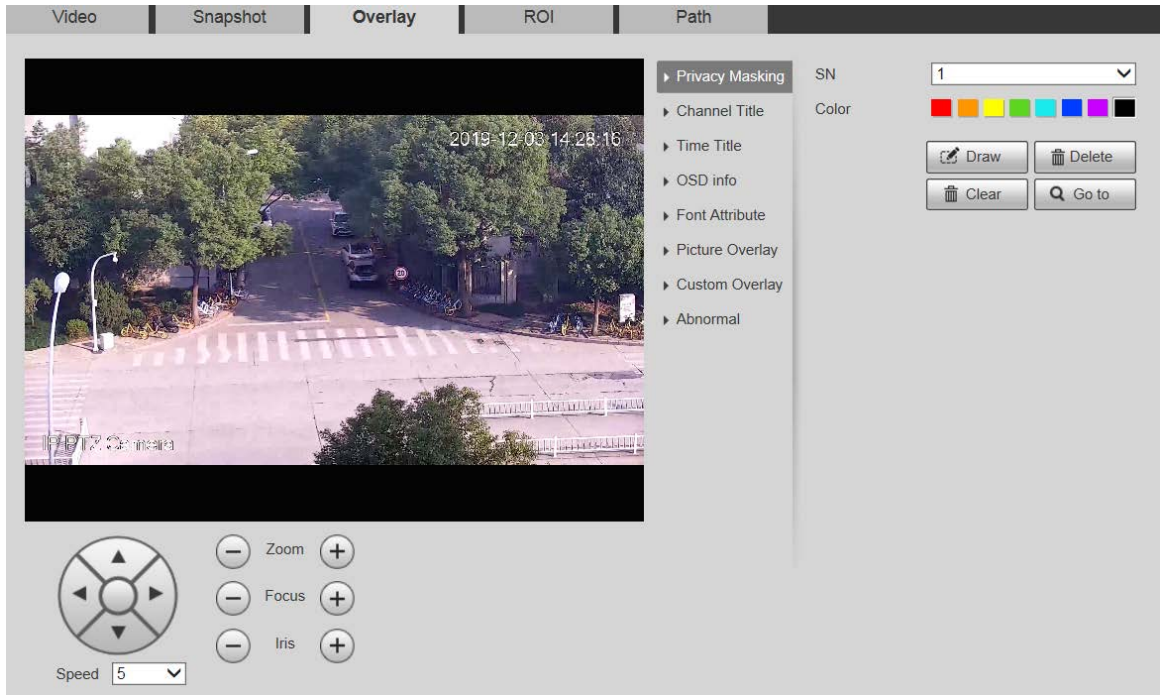 Video Snapshot Overlay ROI Path
2019-12-03 14:28:16
20
IP PTZ Camera
Privacy Masking
Channel Title
Time Title
OSD info
Font Attribute
Picture Overlay
Custom Overlay
Abnormal
SN 1
Color
Draw Delete
Clear Go to
Zoom
Focus
Iris
Speed 5